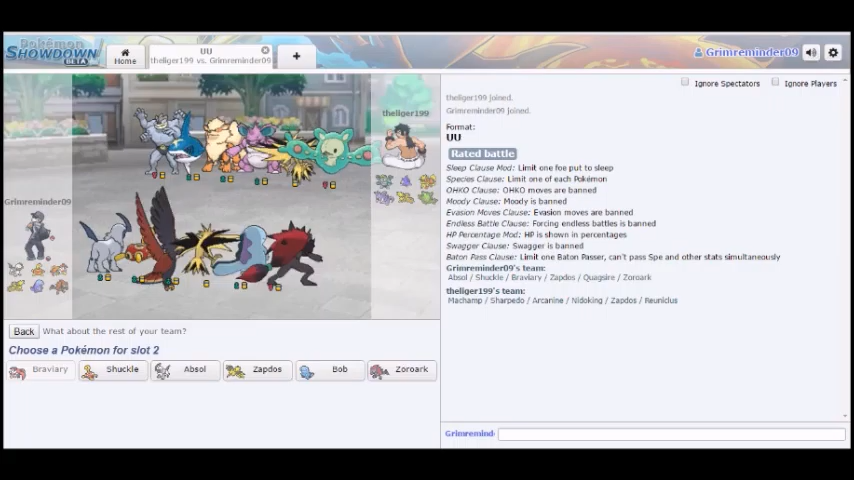 Pokémon
SHOWDOWN
BETA
Home
UU
theliger199 vs. Grimreminder09
+
Grimreminder09
theliger199
Grimreminder09
Back What about the rest of your team?
Choose a Pokémon for slot 2
Braviary Shuckle Absol Zapdos Bob Zoroark
Ignore Spectators Ignore Players
theliger199 joined.
Grimreminder09 joined.
Format:
UU
Rated battle
Sleep Clause Mod: Limit one foe put to sleep
Species Clause: Limit one of each Pokémon
OHKO Clause: OHKO moves are banned
Moody Clause: Moody is banned
Evasion Moves Clause: Evasion moves are banned
Endless Battle Clause: Forcing endless battles is banned
HP Percentage Mod: HP is shown in percentages
Swagger Clause: Swagger is banned
Baton Pass Clause: Limit one Baton Passer, can't pass Spe and other stats simultaneously
Grimreminder09's team:
Absol / Shuckle / Braviary / Zapdos / Quagsire / Zoroark
theliger199's team:
Machamp / Sharpedo / Arcanine / Nidoking / Zapdos / Reuniclus
Grimremind